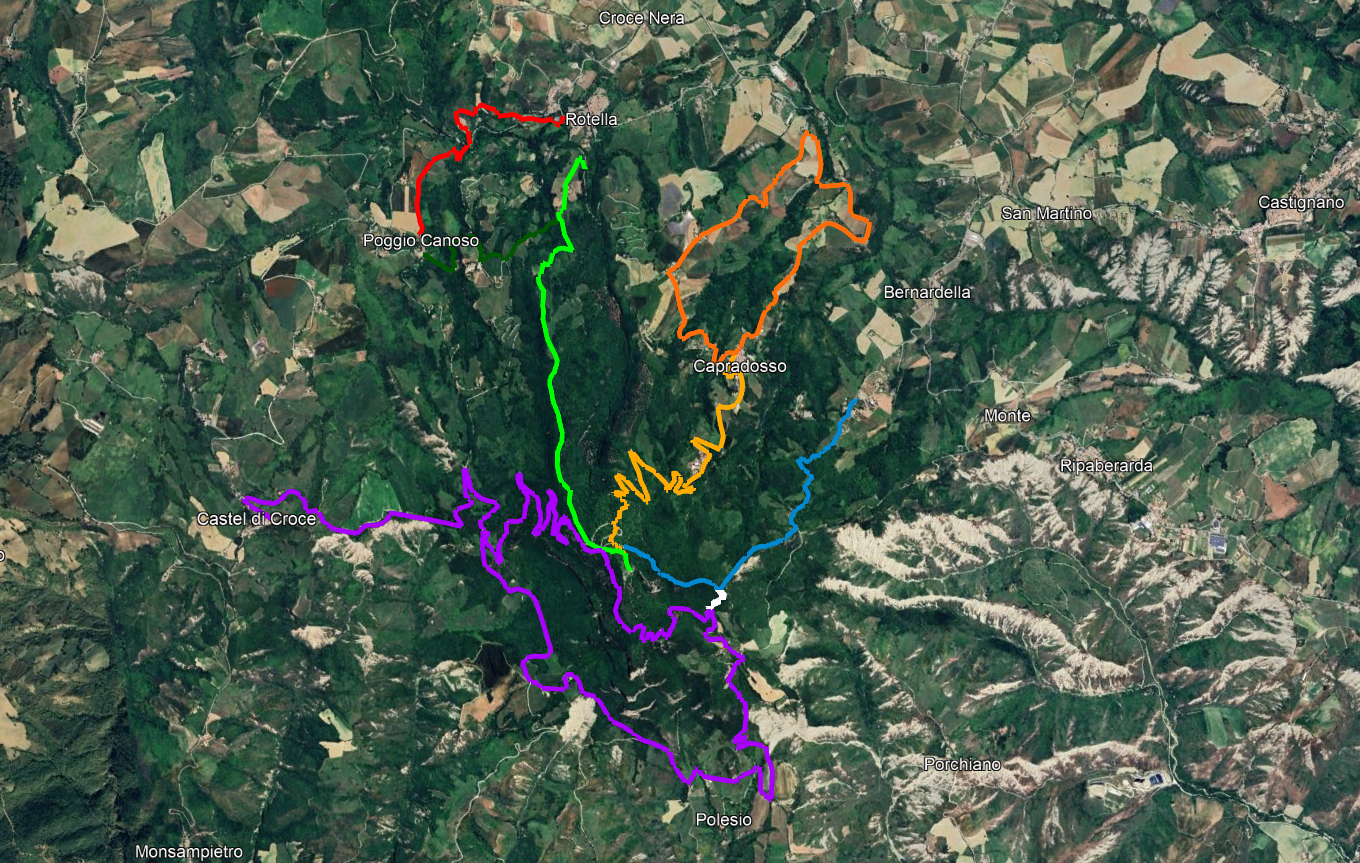 Croce Nera
Rotella
Castignano
San Martino
Poggio Canoso
Bernardella
Capradosso
Monte
Ripaberarda
Castel di Croce
Porchiano
Polesio
Monsampietro